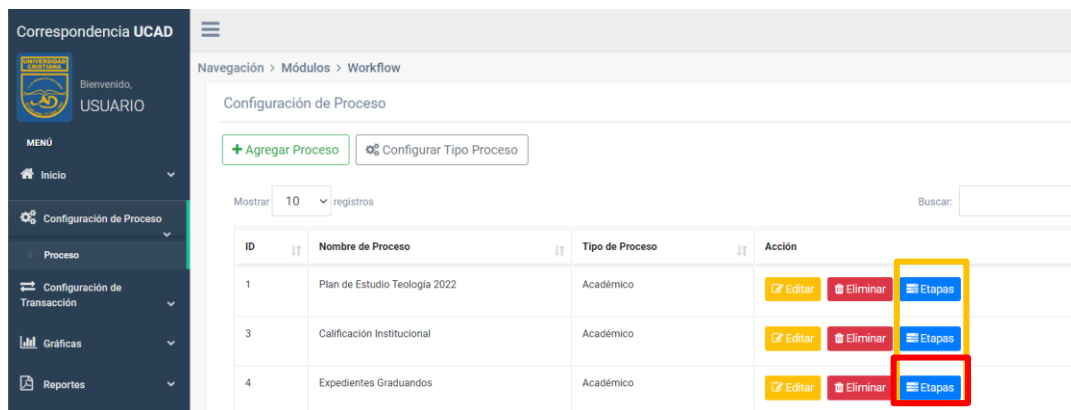 Correspondencia UCAD
UNIVERSIDAD
CRISTIANA
Bienvenido,
USUARIO
MENÚ
Inicio
Configuración de Proceso
Proceso
Configuración de
Transacción
Gráficas
Reportes
Navegación > Módulos > Workflow
Configuración de Proceso
+ Agregar Proceso Configurar Tipo Proceso
Mostrar 10 registros Buscar:
ID Nombre de Proceso Tipo de Proceso Acción
1 Plan de Estudio Teología 2022 Académico Editar Eliminar Etapas
3 Calificación Institucional Académico Editar Eliminar Etapas
4 Expedientes Graduandos Académico Editar Eliminar Etapas